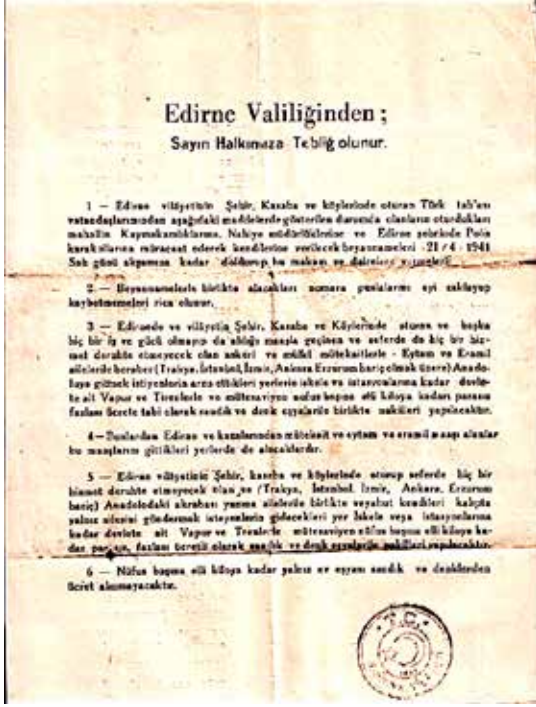 Edirne Valiliğinden ;
Sayın Halkımıza Tebliğ olunur.
1 — Edirne vilâyetinin Şehir, Kasaba ve köylerinde oturan Türk tab'ası
vatandaşlarımızdan aşağıdaki maddelerde gösterilen durumda olanların oturdukları
mahallin Kaymakamlıklarına, Nahiye müdürlüklerine ve Edirne şehrinde Polis
karakollarına müracaat ederek kendilerine verilecek beyannameleri 21/4/1941
Salı günü akşamına kadar doldurup bu makam ve dairelere
2 — Beyannamelerle birlikte alacakları numara puslalarını iyi saklayıp
kaybetmemeleri rica olunur.
3 — Edirnede ve vilâyetin Şehir, Kasaba ve Köylerinde oturan ve başka
hiç bir iş ve gücü olmayıp da aldığı maaşla geçinen ve seferde de hiç bir hiz-
met deruhte etmeyecek olan askerî ve mülkî mütekaitlerle - Eytam ve Eramil
ailelerile beraber (Trakya, İstanbul, İzmir, Ankara Erzurum hariç olmak üzere) Anado-
luya gitmek istiyenlerin arzu ettikleri yerlerin iskele ve istasyonlarına kadar devle-
te ait Vapur ve Trenlerle ve mütenaviyen nüfus başına elli kiloya kadarı parasız
fazlası ücrete tabi olarak sandık ve denk eşyalarile birlikte nakilleri yapılacaktır.
4 — Bunlardan Edirne ve kazalarından mütekait ve eytam ve eramil maaşı alanlar
bu maaşlarını gittikleri yerlerde de alacaklardır.
5 — Edirne vilâyetinin Şehir, kasaba ve köylerinde oturup seferde hiç bir
hizmet deruhte etmeyecek olan ve (Trakya, İstanbul, İzmir, Ankara, Erzurum
hariç) Anadoludaki akrabası yanına ailelerile birlikte veyahut kendileri kalıpta
yalnız ailesini göndermek isteyenlerin gidecekleri yer İskele veya istasyonlarına
kadar devlete ait Vapur ve Trenlerle mütenaviyen nüfus başına elli kiloya ka-
dar parasız, fazlası ücretli olarak sandık ve denk eşyalarile nakilleri yapılacaktır.
6 — Nüfus başına elli kiloya kadar yalnız ev eşyası sandık ve denklerden
ücret alınmayacaktır.
T.C.